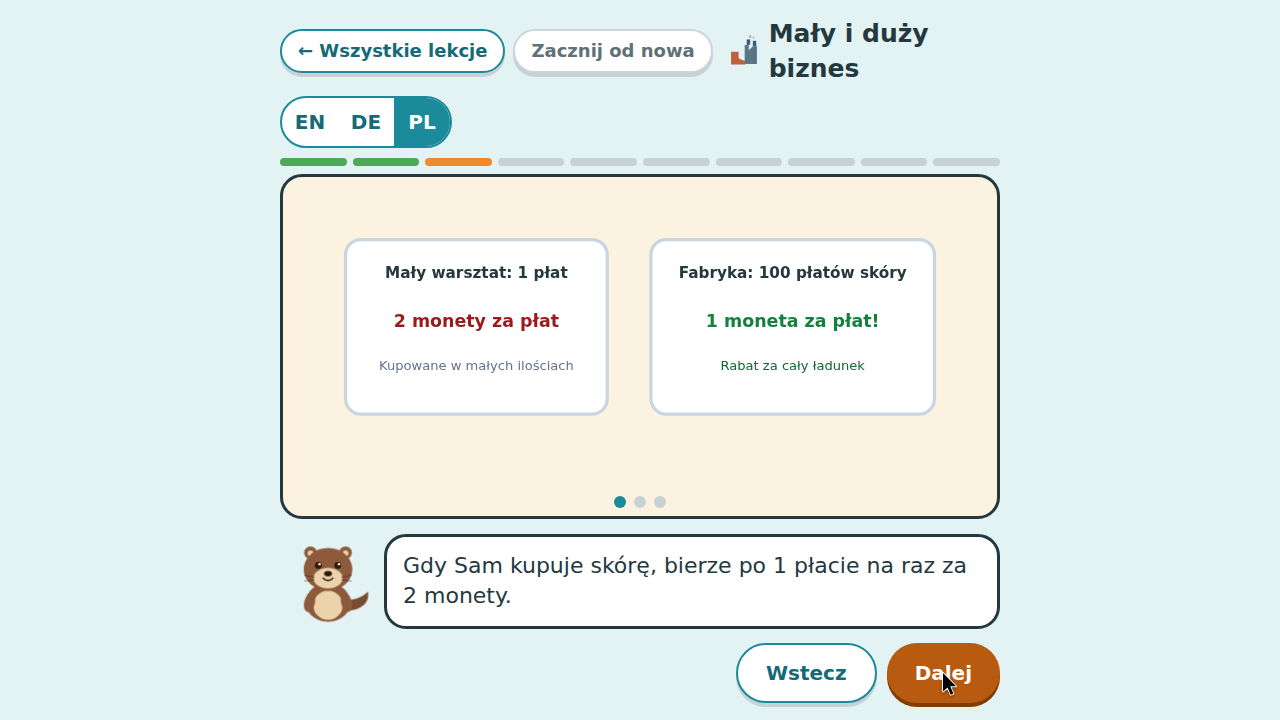 ← Wszystkie lekcje
Zacznij od nowa
Mały i duży
biznes
EN DE PL
Mały warsztat: 1 płat
2 monety za płat
Kupowane w małych ilościach
Fabryka: 100 płatów skóry
1 moneta za płat!
Rabat za cały ładunek
Gdy Sam kupuje skórę, bierze po 1 płacie na raz za
2 monety.
Wstecz
Dalej